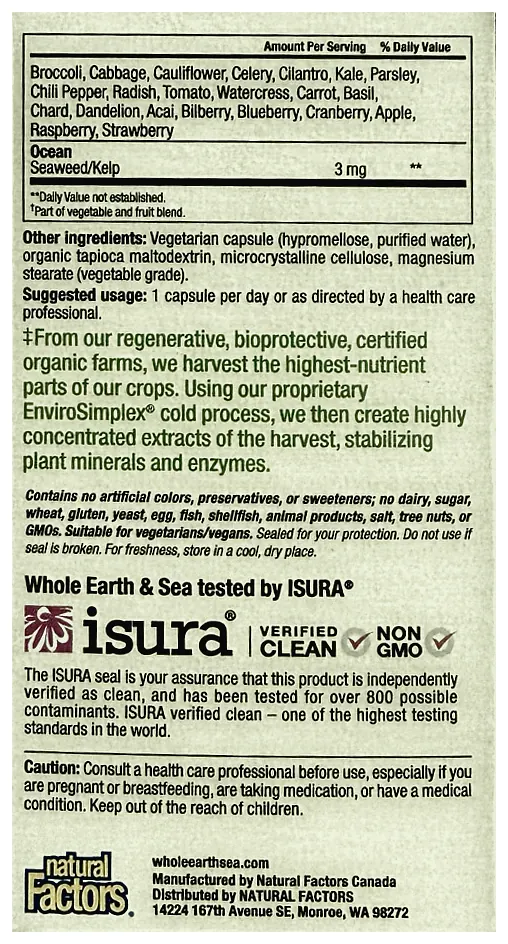 Amount Per Serving % Daily Value
Broccoli, Cabbage, Cauliflower, Celery, Cilantro, Kale, Parsley,
Chili Pepper, Radish, Tomato, Watercress, Carrot, Basil,
Chard, Dandelion, Acai, Bilberry, Blueberry, Cranberry, Apple,
Raspberry, Strawberry
Ocean
Seaweed/Kelp 3 mg **
**Daily Value not established.
†Part of vegetable and fruit blend.
Other ingredients: Vegetarian capsule (hypromellose, purified water),
organic tapioca maltodextrin, microcrystalline cellulose, magnesium
stearate (vegetable grade).
Suggested usage: 1 capsule per day or as directed by a health care
professional.
‡From our regenerative, bioprotective, certified
organic farms, we harvest the highest-nutrient
parts of our crops. Using our proprietary
EnviroSimplex® cold process, we then create highly
concentrated extracts of the harvest, stabilizing
plant minerals and enzymes.
Contains no artificial colors, preservatives, or sweeteners; no dairy, sugar,
wheat, gluten, yeast, egg, fish, shellfish, animal products, salt, tree nuts, or
GMOs. Suitable for vegetarians/vegans. Sealed for your protection. Do not use if
seal is broken. For freshness, store in a cool, dry place.
Whole Earth & Sea tested by ISURA®
isura® | VERIFIED CLEAN NON GMO
The ISURA seal is your assurance that this product is independently
verified as clean, and has been tested for over 800 possible
contaminants. ISURA verified clean – one of the highest testing
standards in the world.
Caution: Consult a health care professional before use, especially if you
are pregnant or breastfeeding, are taking medication, or have a medical
condition. Keep out of the reach of children.
natural
Factors®
wholeearthsea.com
Manufactured by Natural Factors Canada
Distributed by NATURAL FACTORS
14224 167th Avenue SE, Monroe, WA 98272